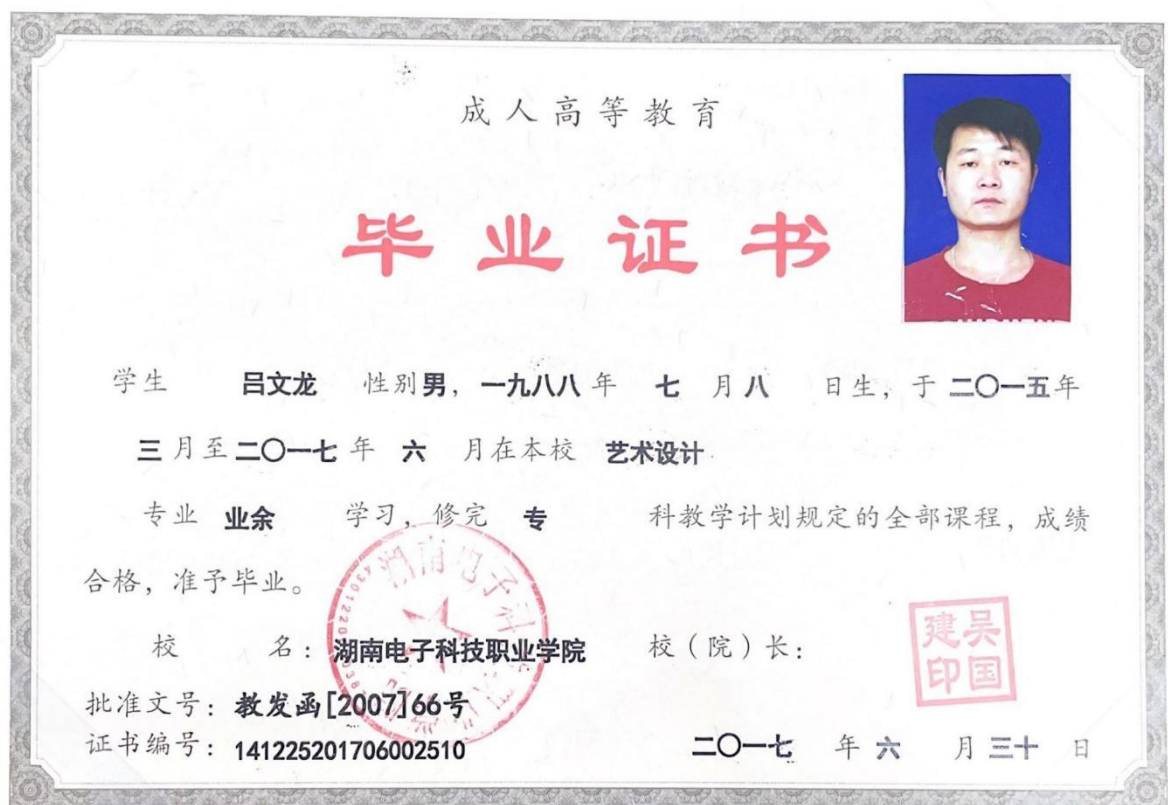 成人高等教育
毕业证书
学生 吕文龙 性别男，一九八八年 七 月八 日生，于二〇一五年
三月至二〇一七年 六 月在本校 艺术设计
专业 业余 学习，修完 专 科教学计划规定的全部课程，成绩
合格，准予毕业。
校 名：湖南电子科技职业学院 校（院）长：
吴国建印
批准文号：教发函[2007]66号
证书编号：141225201706002510
二〇一七 年 六 月 三十 日